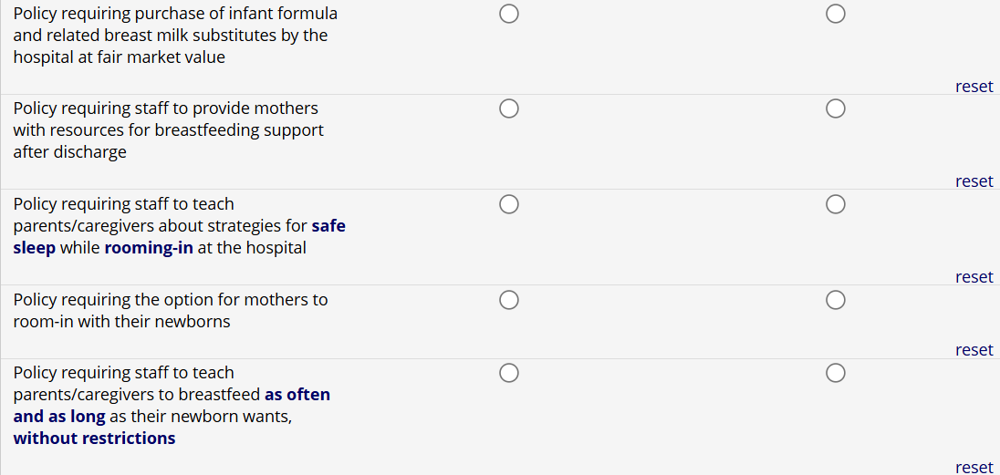 Policy requiring purchase of infant formula
and related breast milk substitutes by the
hospital at fair market value
reset
Policy requiring staff to provide mothers
with resources for breastfeeding support
after discharge
reset
Policy requiring staff to teach
parents/caregivers about strategies for safe
sleep while rooming-in at the hospital
reset
Policy requiring the option for mothers to
room-in with their newborns
reset
Policy requiring staff to teach
parents/caregivers to breastfeed as often
and as long as their newborn wants,
without restrictions
reset